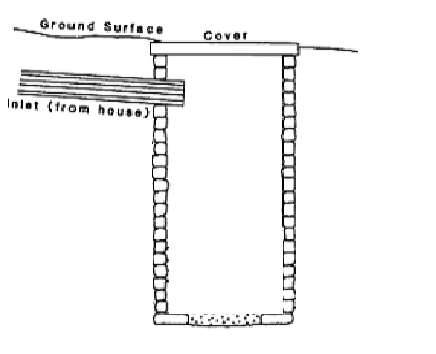 Ground Surface
Cover
Inlet (from house)